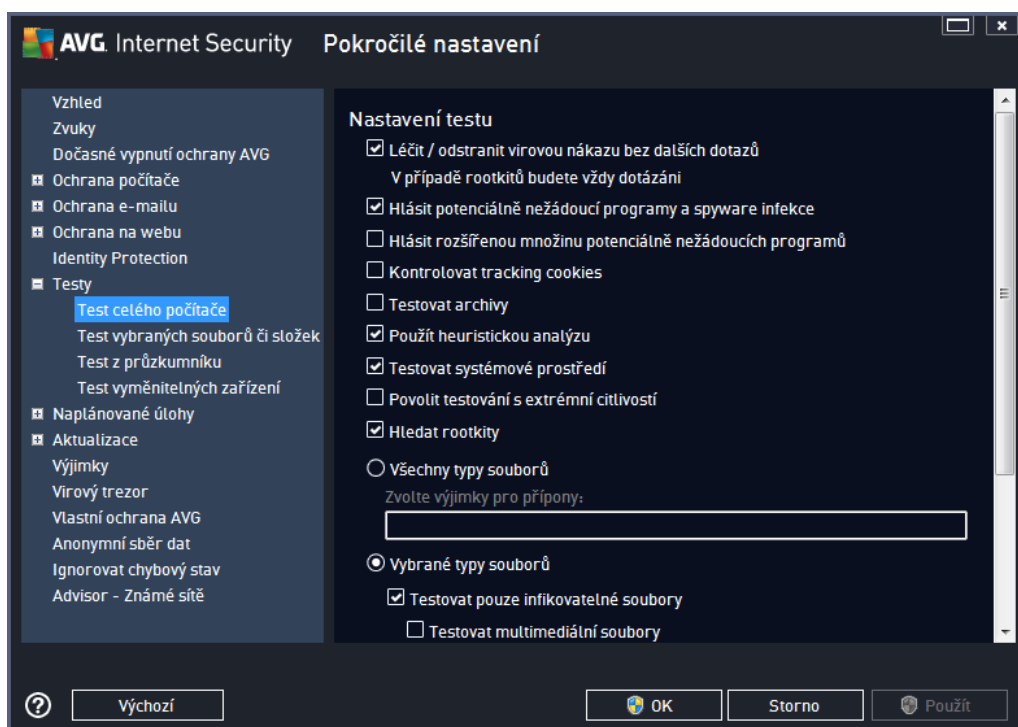 AVG. Internet Security Pokročilé nastavení
Vzhled
Zvuky
Dočasné vypnutí ochrany AVG
Ochrana počítače
Ochrana e-mailu
Ochrana na webu
Identity Protection
Testy
Test celého počítače
Test vybraných souborů či složek
Test z průzkumníku
Test vyměnitelných zařízení
Naplánované úlohy
Aktualizace
Výjimky
Virový trezor
Vlastní ochrana AVG
Anonymní sběr dat
Ignorovat chybový stav
Advisor - Známé sítě
Nastavení testu
Léčit / odstranit virovou nákazu bez dalších dotazů
V případě rootkitů budete vždy dotázáni
Hlásit potenciálně nežádoucí programy a spyware infekce
Hlásit rozšířenou množinu potenciálně nežádoucích programů
Kontrolovat tracking cookies
Testovat archivy
Použít heuristickou analýzu
Testovat systémové prostředí
Povolit testování s extrémní citlivostí
Hledat rootkity
Všechny typy souborů
Zvolte výjimky pro přípony:
Vybrané typy souborů
Testovat pouze infikovatelné soubory
Testovat multimediální soubory
Výchozí
OK
Storno
Použít